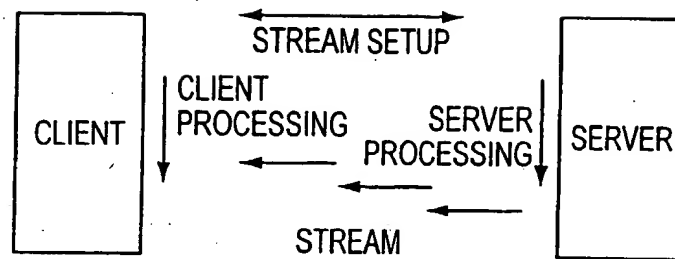 STREAM SETUP
CLIENT
CLIENT
PROCESSING
SERVER
PROCESSING
SERVER
STREAM